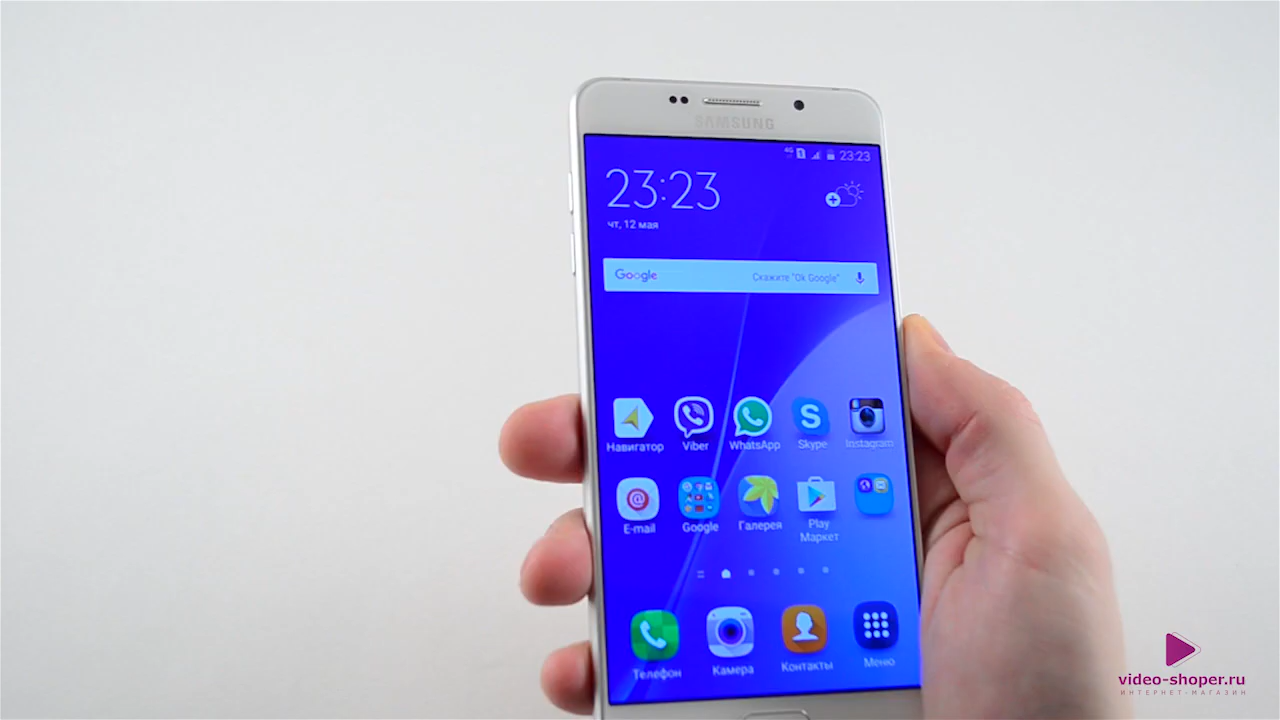 SAMSUNG
4G 1 23:23
23:23
чт, 12 мая
Google Скажите "Ok Google"
Навигатор Viber WhatsApp Skype Instagram
E-mail Google Галерея Play Маркет
Телефон Камера Контакты Меню
video-shoper.ru
ИНТЕРНЕТ-МАГАЗИН